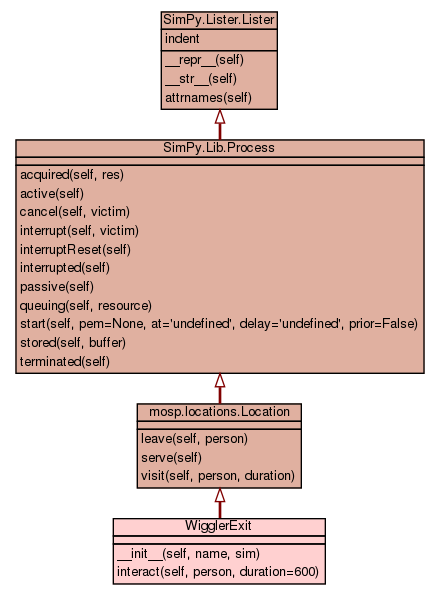 SimPy.Lister.Lister
indent
__repr__(self)
__str__(self)
attrnames(self)
SimPy.Lib.Process
acquired(self, res)
active(self)
cancel(self, victim)
interrupt(self, victim)
interruptReset(self)
interrupted(self)
passive(self)
queuing(self, resource)
start(self, pem=None, at='undefined', delay='undefined', prior=False)
stored(self, buffer)
terminated(self)
mosp.locations.Location
leave(self, person)
serve(self)
visit(self, person, duration)
WigglerExit
__init__(self, name, sim)
interact(self, person, duration=600)